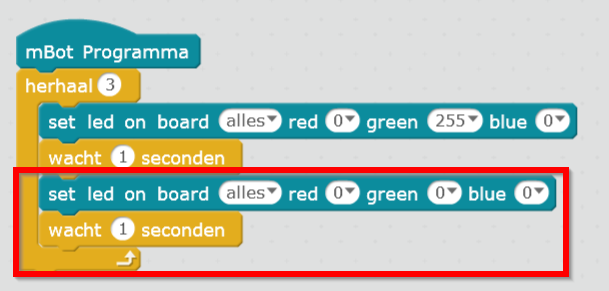 mBot Programma
herhaal 3
set led on board alles red 0 green 255 blue 0
wacht 1 seconden
set led on board alles red 0 green 0 blue 0
wacht 1 seconden